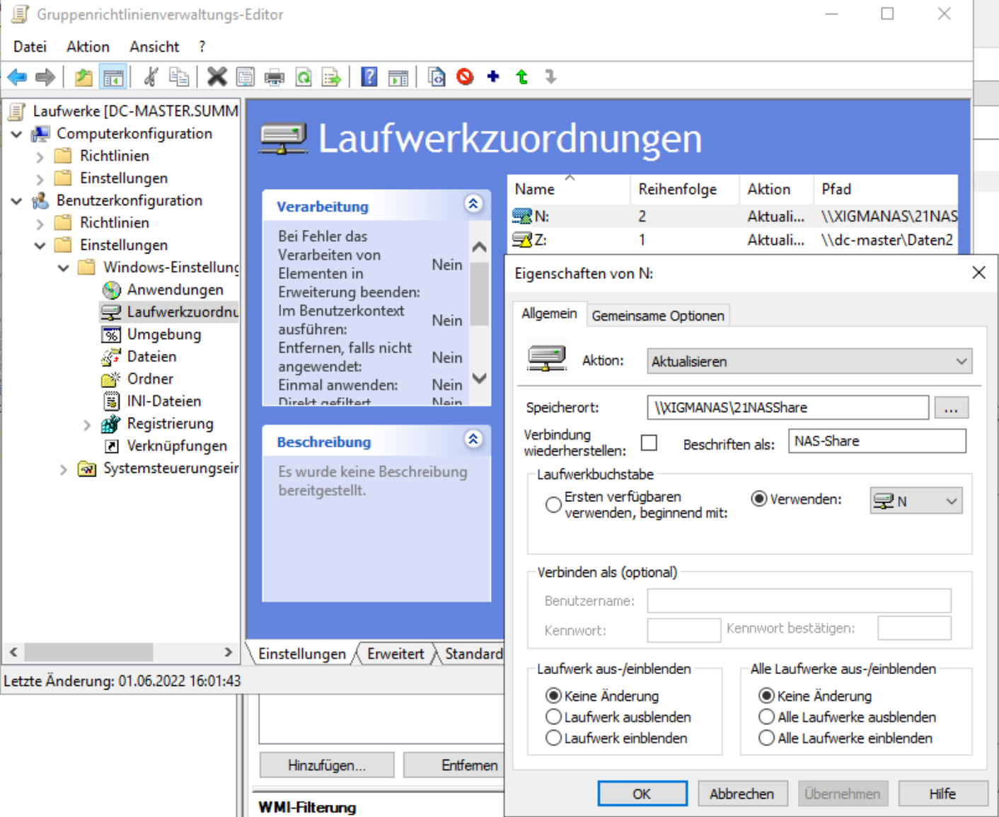 Gruppenrichtlinienverwaltungs-Editor
Datei Aktion Ansicht ?
Laufwerke [DC-MASTER.SUMM
Computerkonfiguration
Richtlinien
Einstellungen
Benutzerkonfiguration
Richtlinien
Einstellungen
Windows-Einstellung
Anwendungen
Laufwerkzuordnu
Umgebung
Dateien
Ordner
INI-Dateien
Registrierung
Verknüpfungen
Systemsteuerungseir
Laufwerkzuordnungen
Verarbeitung
Bei Fehler das
Verarbeiten von
Elementen in
Erweiterung beenden:
Nein
Im Benutzerkontext
ausführen:
Nein
Entfernen, falls nicht
angewendet:
Nein
Einmal anwenden: Nein
Direkt gefiltert Nein
Beschreibung
Es wurde keine Beschreibung
bereitgestellt.
Name Reihenfolge Aktion Pfad
N: 2 Aktuali... \\XIGMANAS\21NAS
Z: 1 Aktuali... \\dc-master\Daten2
Einstellungen Erweitert Standard
Letzte Änderung: 01.06.2022 16:01:43
Hinzufügen... Entfernen
WMI-Filterung
Eigenschaften von N:
Allgemein Gemeinsame Optionen
Aktion: Aktualisieren
Speicherort: \\XIGMANAS\21NASShare ...
Verbindung
wiederherstellen:
Beschriften als: NAS-Share
Laufwerkbuchstabe
Ersten verfügbaren
verwenden, beginnend mit:
Verwenden: N
Verbinden als (optional)
Benutzername:
Kennwort: Kennwort bestätigen:
Laufwerk aus-/einblenden
Keine Änderung
Laufwerk ausblenden
Laufwerk einblenden
Alle Laufwerke aus-/einblenden
Keine Änderung
Alle Laufwerke ausblenden
Alle Laufwerke einblenden
OK Abbrechen Übernehmen Hilfe